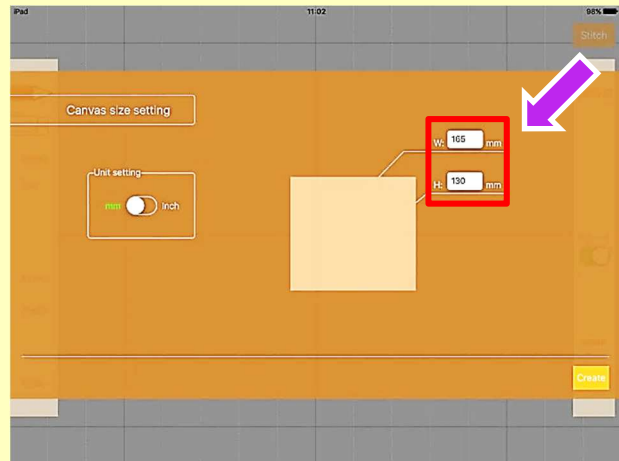 iPad 11:02 98%
Stitch
Canvas size setting
W: 165 mm
Unit setting
H: 130 mm
mm Inch
Create